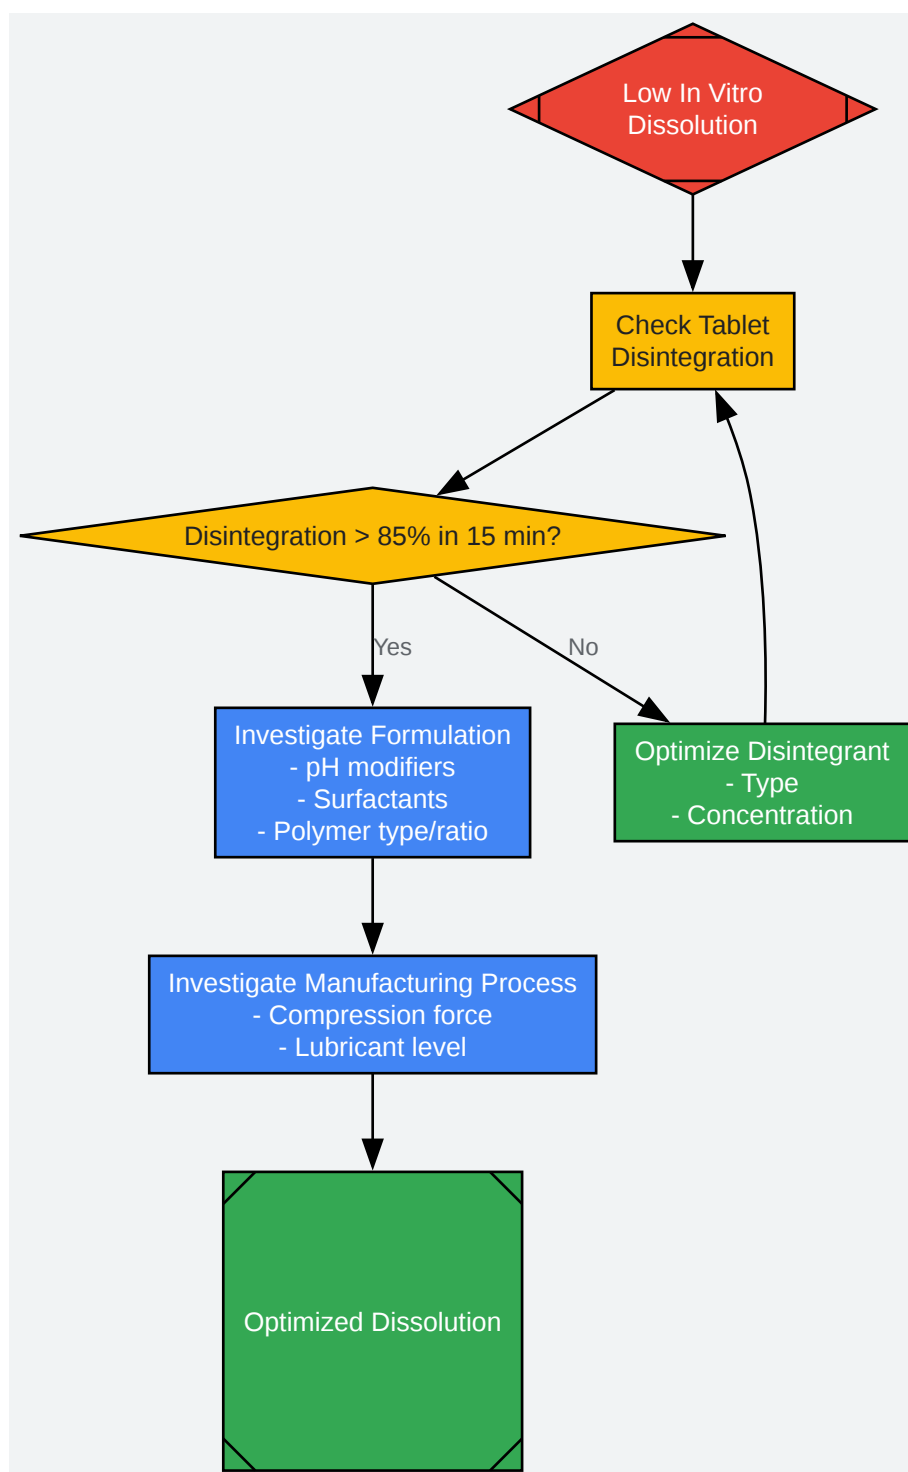 Low In Vitro
Dissolution
Check Tablet
Disintegration
Disintegration > 85% in 15 min?
Yes
No
Investigate Formulation
- pH modifiers
- Surfactants
- Polymer type/ratio
Optimize Disintegrant
- Type
- Concentration
Investigate Manufacturing Process
- Compression force
- Lubricant level
Optimized Dissolution